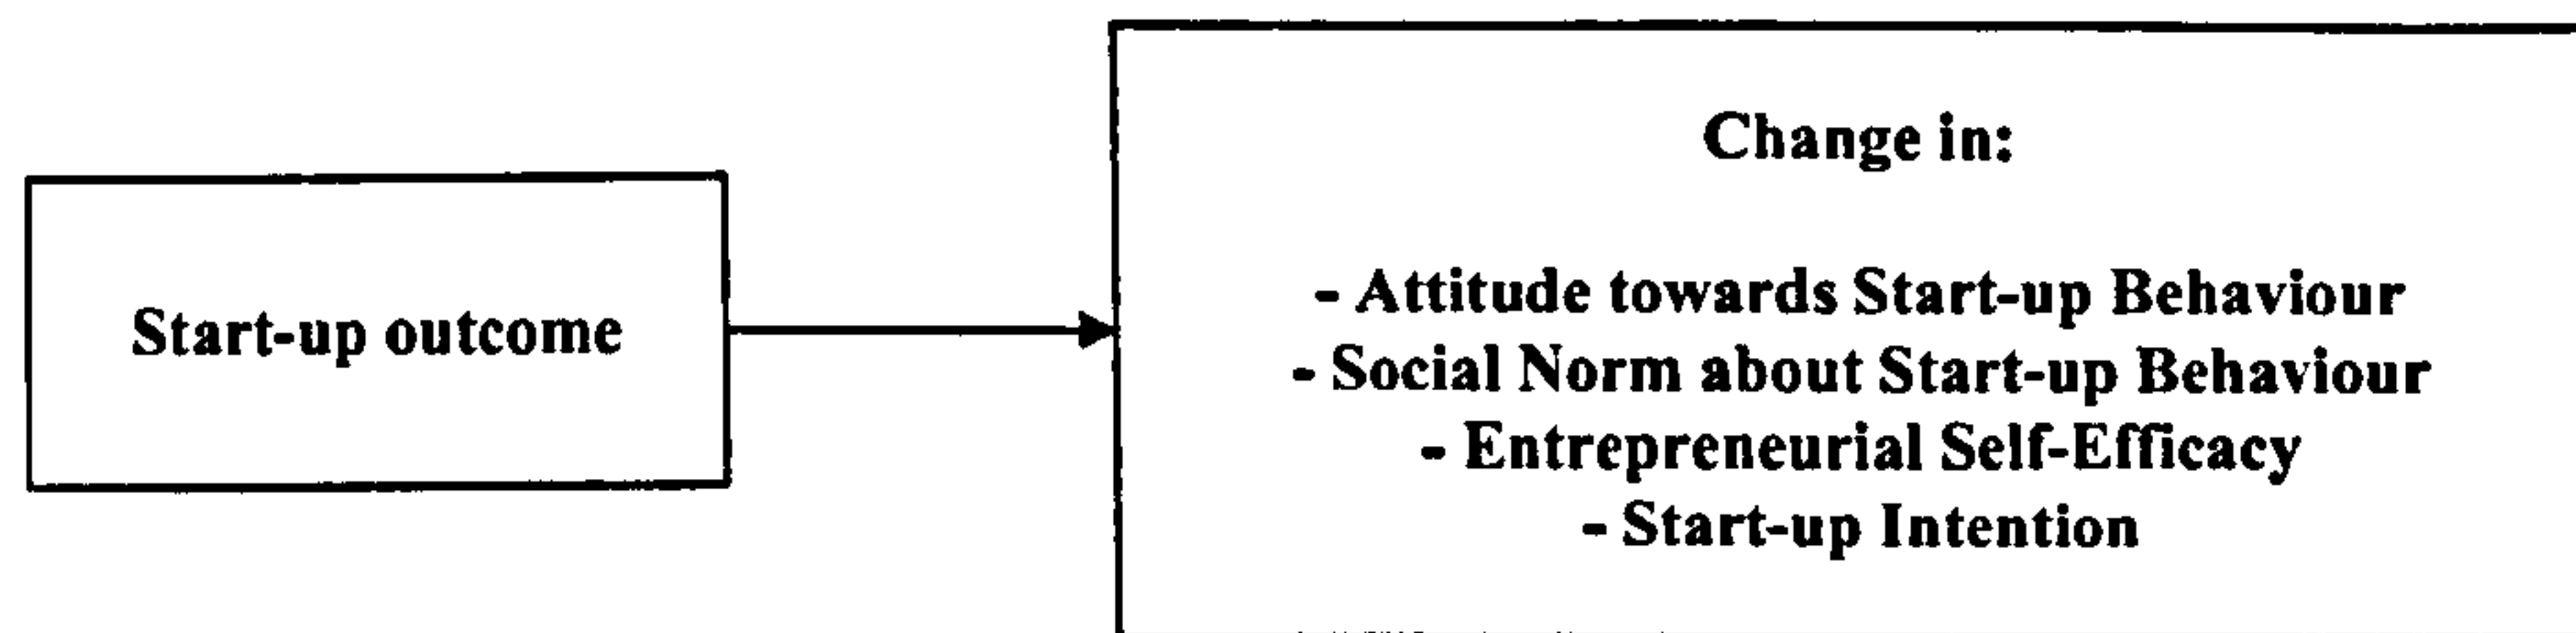 Start-up outcome
Change in:
- Attitude towards Start-up Behaviour
- Social Norm about Start-up Behaviour
- Entrepreneurial Self-Efficacy
- Start-up Intention